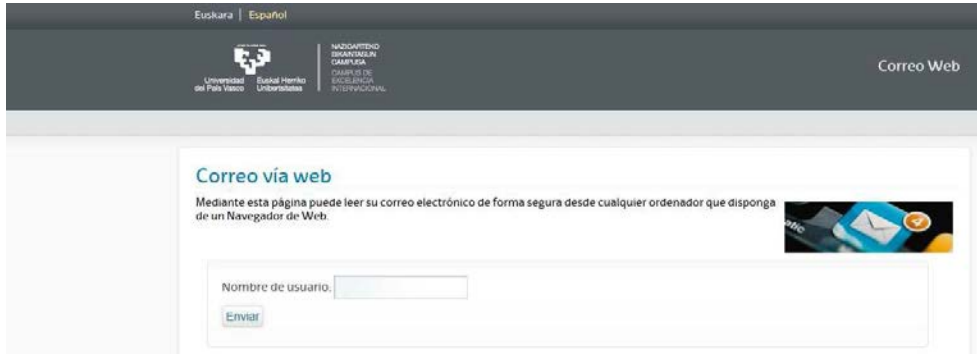 Euskara | Español
NAZIOARTEKO
BIKAINTASUN
CAMPUSA
CAMPUS DE
EXCELENCIA
INTERNACIONAL
Universidad
del País Vasco
Euskal Herriko
Unibertsitatea
Correo Web
Correo vía web
Mediante esta página puede leer su correo electrónico de forma segura desde cualquier ordenador que disponga
de un Navegador de Web.
4
Nombre de usuario:
Enviar